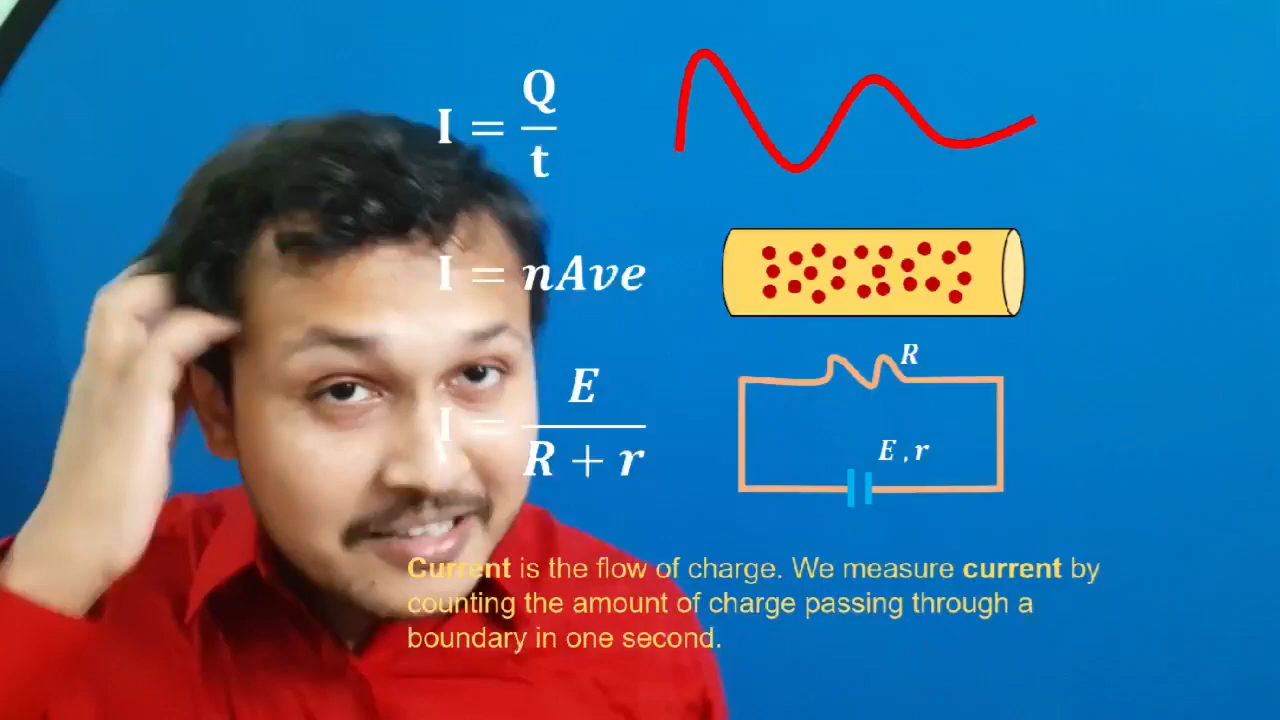 I = Q/t
I = nAve
R
I = E/(R + r)
E , r
Current is the flow of charge. We measure current by
counting the amount of charge passing through a
boundary in one second.